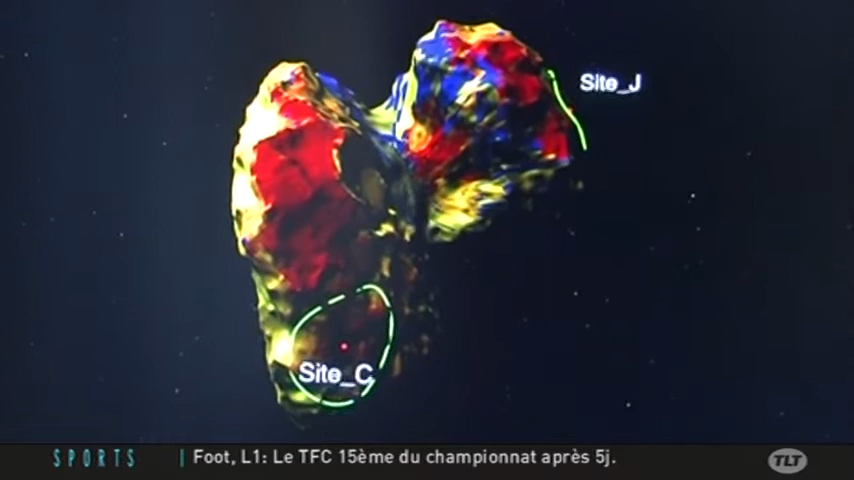 Site_J
Site_C
SPORTS | Foot, L1: Le TFC 15ème du championnat après 5j.
TLT